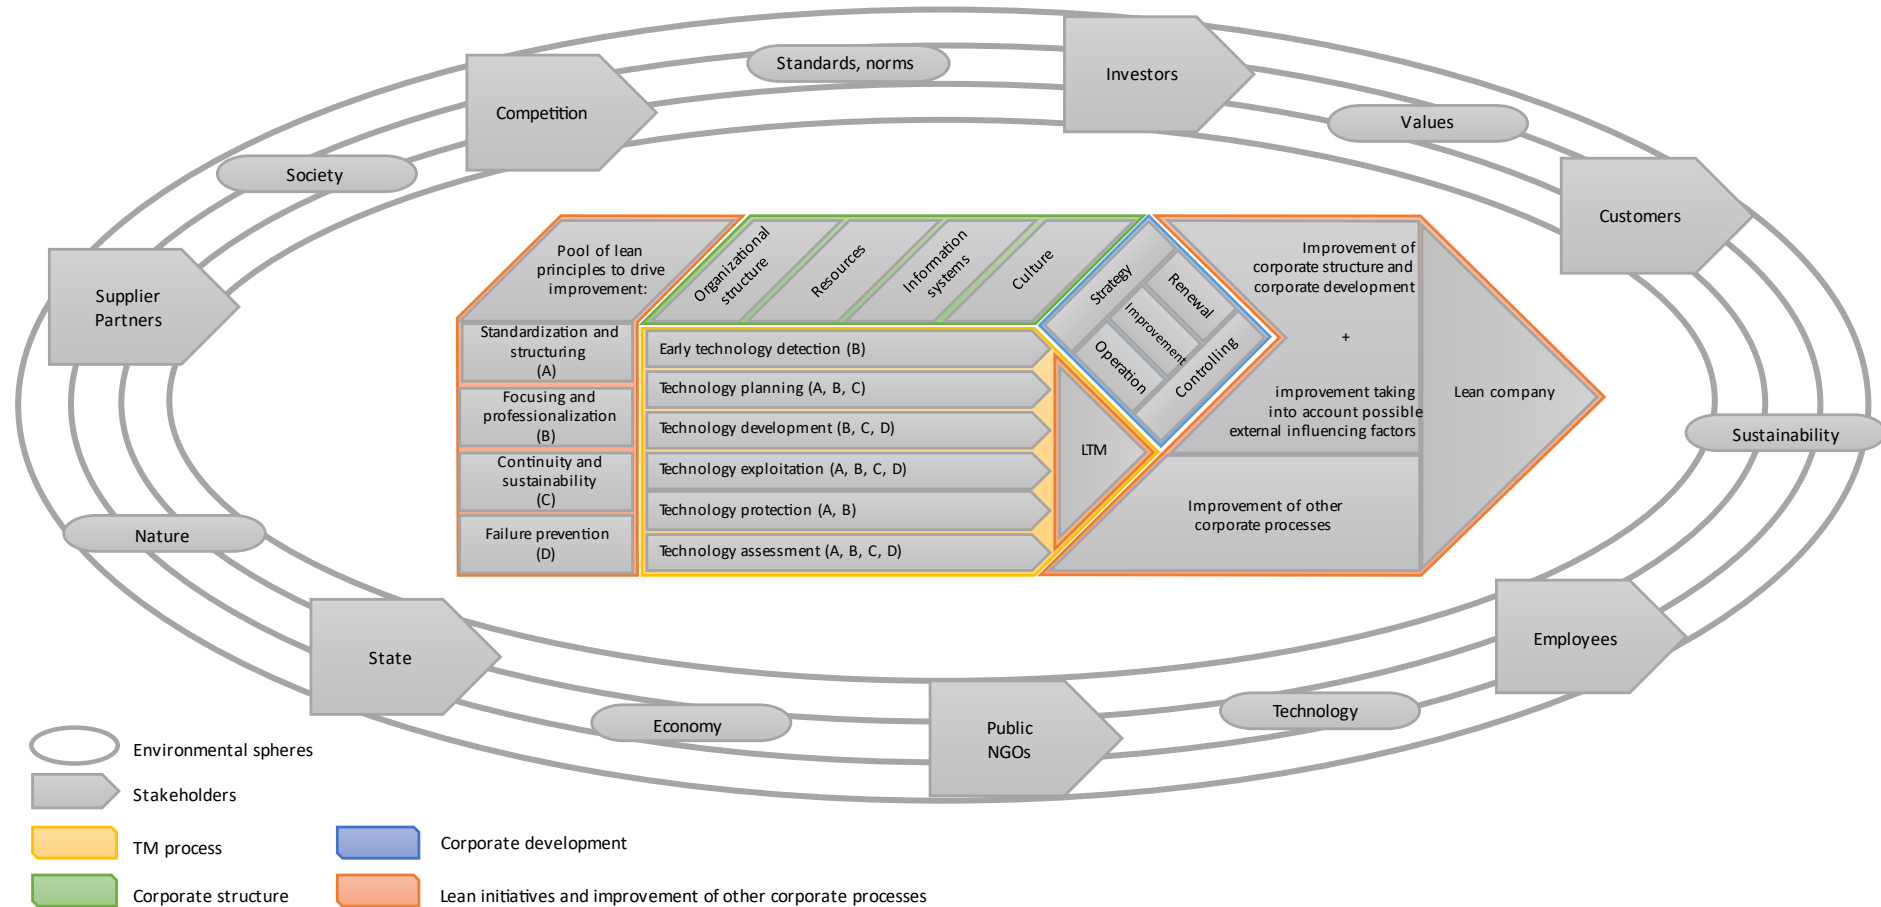 Standards, norms
Investors
Competition
Values
Society
Customers
Supplier
Partners
Pool of lean
principles to drive
improvement:
Organizational
structure
Resources
Information
systems
Culture
Strategy
Renewal
Improvement
Operation
Controlling
Improvement of
corporate structure and
corporate development
+
improvement taking
into account possible
external influencing factors
Lean company
Standardization and
structuring
(A)
Focusing and
professionalization
(B)
Continuity and
sustainability
(C)
Failure prevention
(D)
Early technology detection (B)
Technology planning (A, B, C)
Technology development (B, C, D)
Technology exploitation (A, B, C, D)
Technology protection (A, B)
Technology assessment (A, B, C, D)
LTM
Improvement of other
corporate processes
Sustainability
Nature
State
Employees
Economy
Public
NGOs
Technology
Environmental spheres
Stakeholders
TM process
Corporate development
Corporate structure
Lean initiatives and improvement of other corporate processes